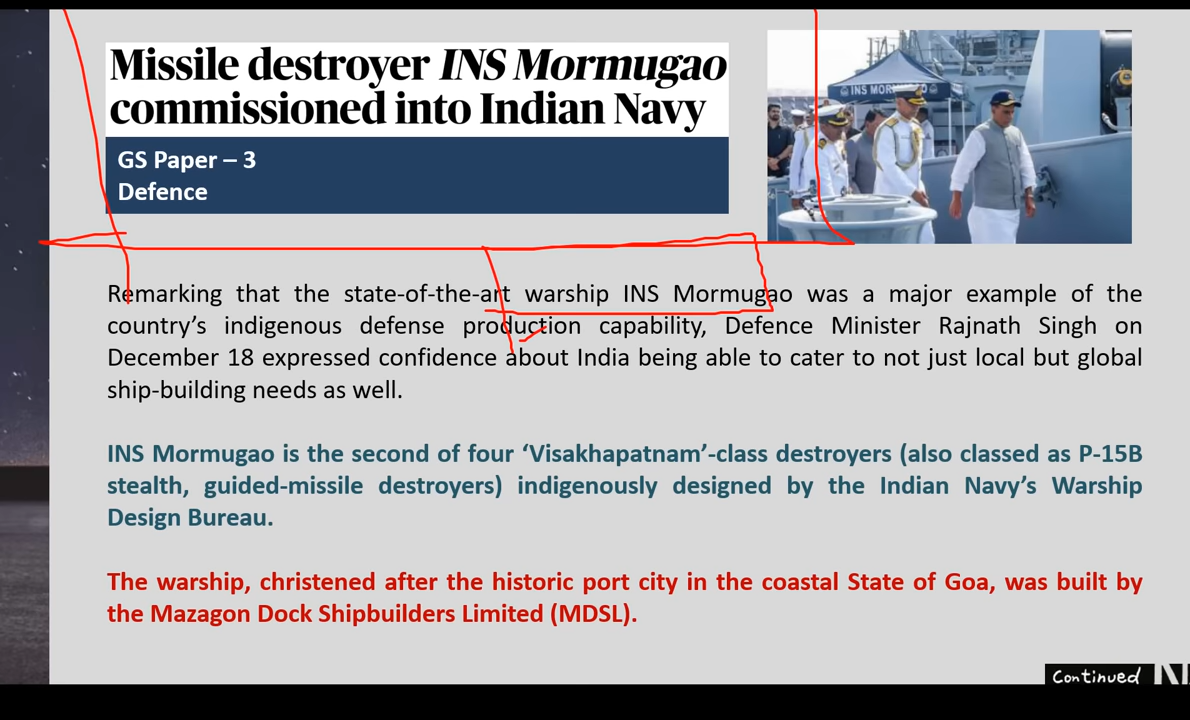 Missile destroyer INS Mormugao
commissioned into Indian Navy
GS Paper – 3
Defence
Remarking that the state-of-the-art warship INS Mormugao was a major example of the
country’s indigenous defense production capability, Defence Minister Rajnath Singh on
December 18 expressed confidence about India being able to cater to not just local but global
ship-building needs as well.
INS Mormugao is the second of four ‘Visakhapatnam’-class destroyers (also classed as P-15B
stealth, guided-missile destroyers) indigenously designed by the Indian Navy’s Warship
Design Bureau.
The warship, christened after the historic port city in the coastal State of Goa, was built by
the Mazagon Dock Shipbuilders Limited (MDSL).
Continued